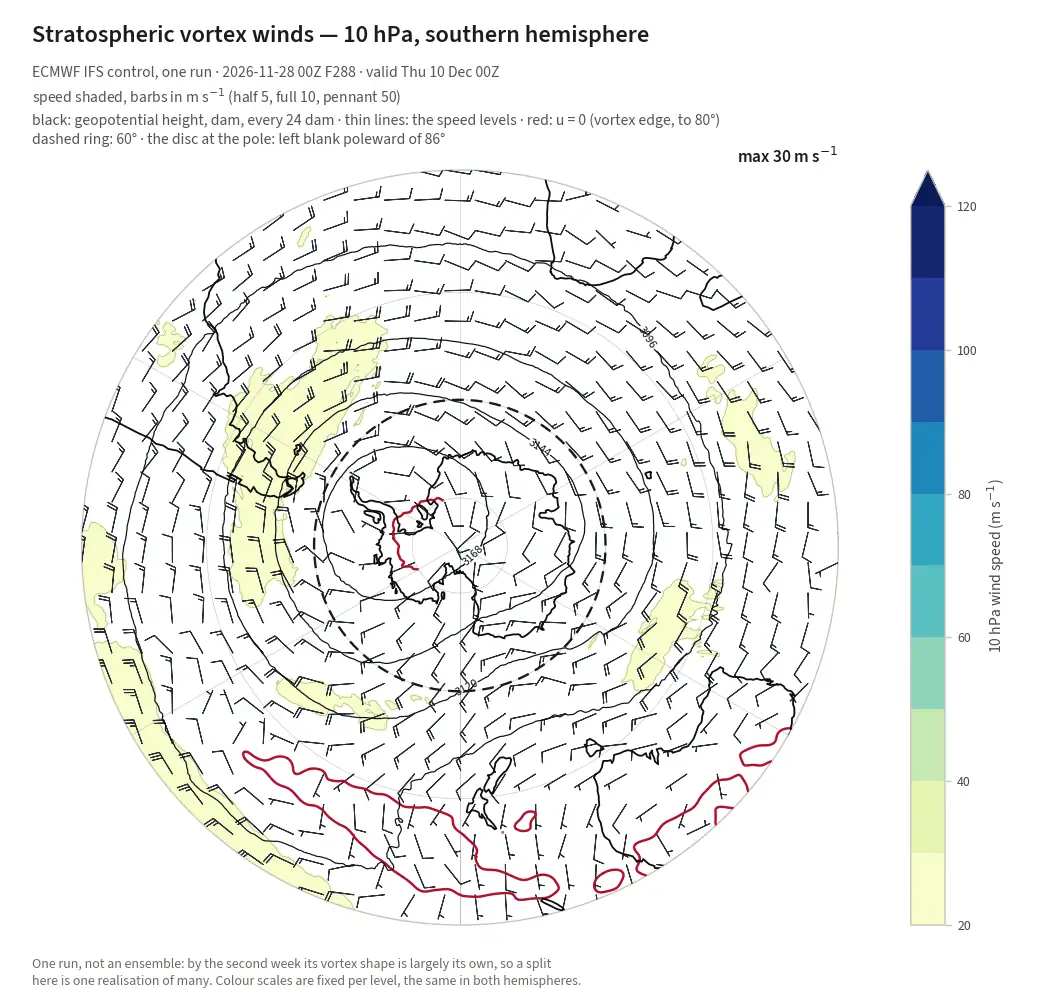 Stratospheric vortex winds — 10 hPa, southern hemisphere
ECMWF IFS control, one run · 2026-11-28 00Z F288 · valid Thu 10 Dec 00Z
speed shaded, barbs in m s⁻¹ (half 5, full 10, pennant 50)
black: geopotential height, dam, every 24 dam · thin lines: the speed levels · red: u = 0 (vortex edge, to 80°)
dashed ring: 60° · the disc at the pole: left blank poleward of 86°
max 30 m s⁻¹
120
100
80
60
40
20
10 hPa wind speed (m s⁻¹)
3096
3144
3168
3120
One run, not an ensemble: by the second week its vortex shape is largely its own, so a split
here is one realisation of many. Colour scales are fixed per level, the same in both hemispheres.